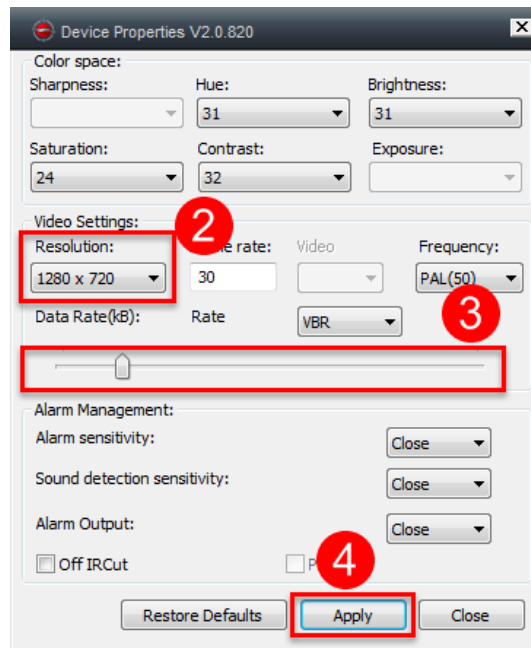 Device Properties V2.0.820
Color space:
Sharpness: Hue: Brightness:
31 31
Saturation: Contrast: Exposure:
24 32
Video Settings:
2
Resolution: rate: Video Frequency:
1280 x 720 30 PAL(50)
3
Data Rate(kB): Rate VBR
Alarm Management:
Alarm sensitivity: Close
Sound detection sensitivity: Close
Alarm Output: Close
4
Off IRCut
Restore Defaults Apply Close